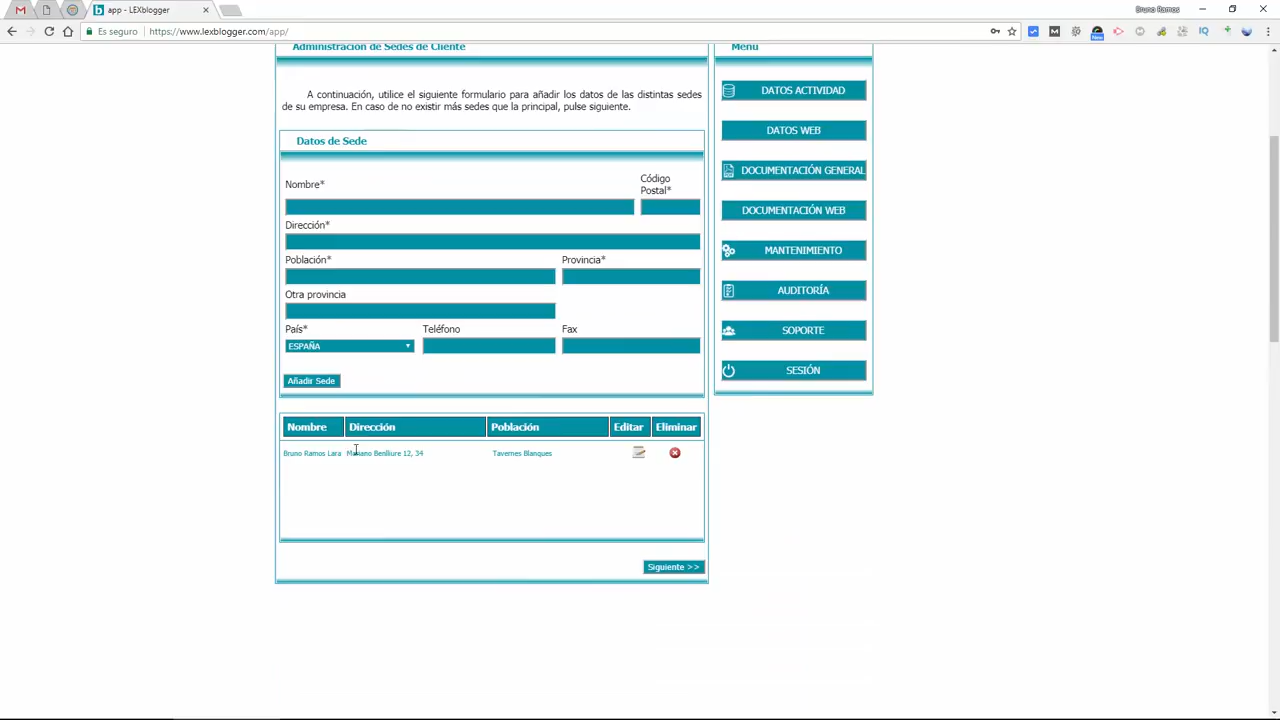 app - LEXblogger
Bruno Ramos
Es seguro
https://www.lexblogger.com/app/
New
Administración de Sedes de Cliente
Menú
A continuación, utilice el siguiente formulario para añadir los datos de las distintas sedes
de su empresa. En caso de no existir más sedes que la principal, pulse siguiente.
Datos de Sede
Nombre*
Código
Postal*
Dirección*
Población*
Provincia*
Otra provincia
País*
Teléfono
Fax
ESPAÑA
Añadir Sede
Nombre
Dirección
Población
Editar
Eliminar
Bruno Ramos Lara
Mariano Benlliure 12, 34
Tavernes Blanques
Siguiente >>
DATOS ACTIVIDAD
DATOS WEB
DOCUMENTACIÓN GENERAL
DOCUMENTACIÓN WEB
MANTENIMIENTO
AUDITORÍA
SOPORTE
SESIÓN